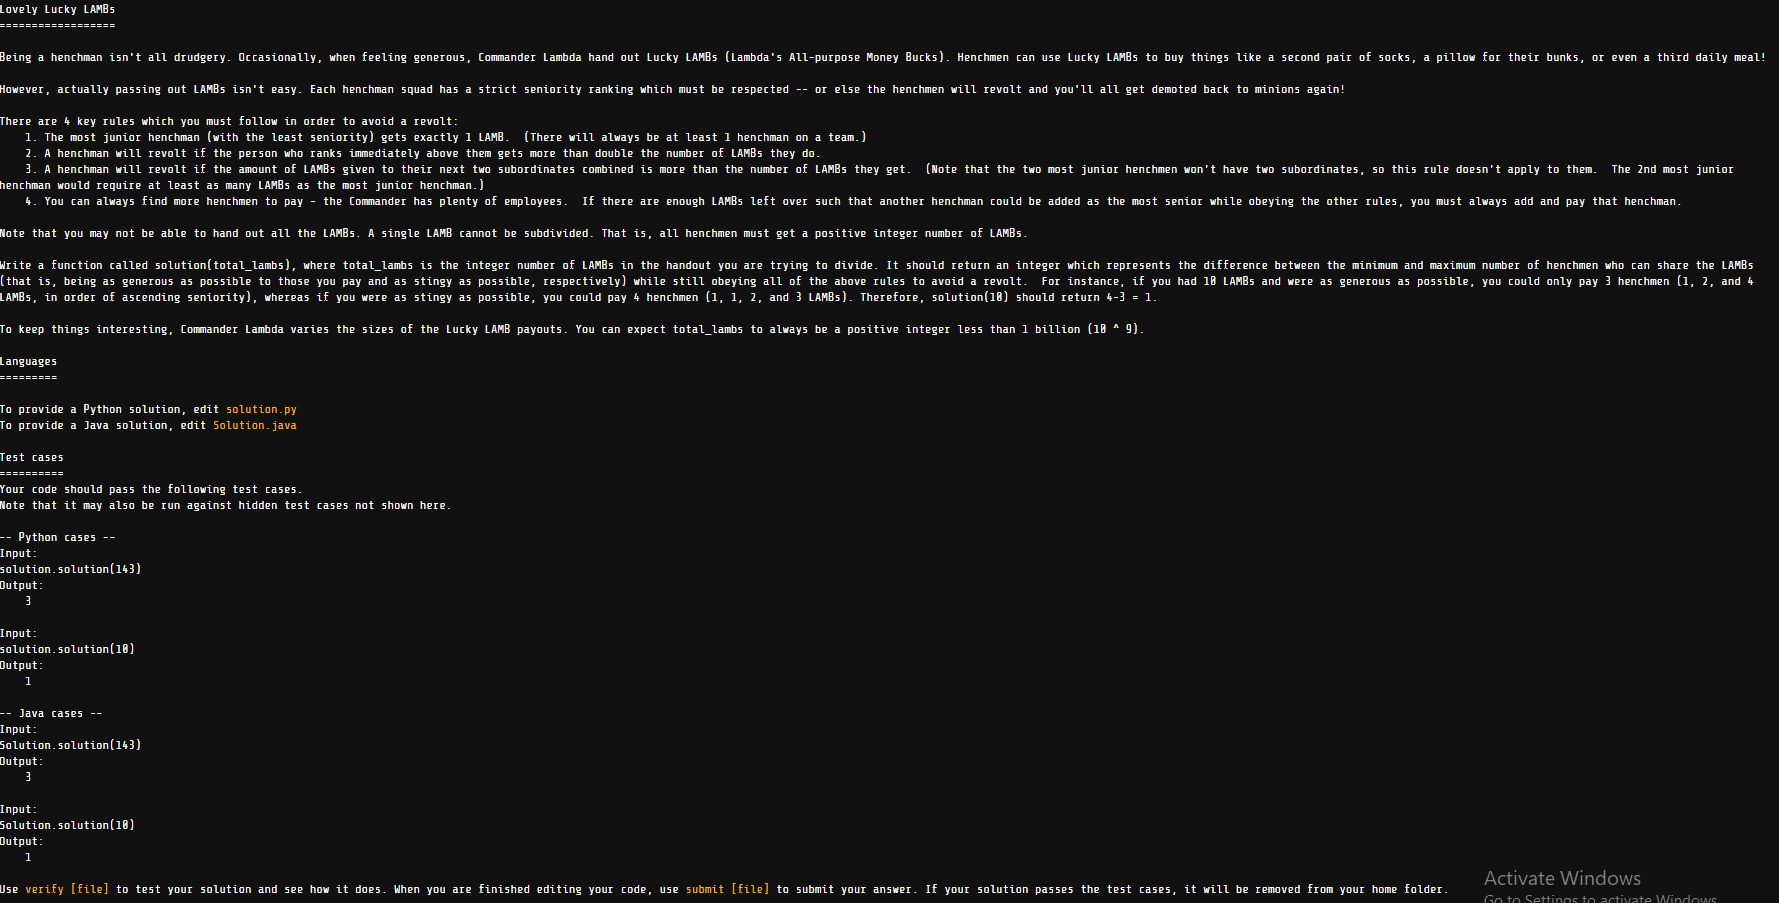 Lovely Lucky LAMBs
==================
Being a henchman isn't all drudgery. Occasionally, when feeling generous, Commander Lambda hand out Lucky LAMBs (Lambda's All-purpose Money Bucks). Henchmen can use Lucky LAMBs to buy things like a second pair of socks, a pillow for their bunks, or even a third daily meal!
However, actually passing out LAMBs isn't easy. Each henchman squad has a strict seniority ranking which must be respected -- or else the henchmen will revolt and you'll all get demoted back to minions again!
There are 4 key rules which you must follow in order to avoid a revolt:
1. The most junior henchman (with the least seniority) gets exactly 1 LAMB.  (There will always be at least 1 henchman on a team.)
2. A henchman will revolt if the person who ranks immediately above them gets more than double the number of LAMBs they do.
3. A henchman will revolt if the amount of LAMBs given to their next two subordinates combined is more than the number of LAMBs they get.  (Note that the two most junior henchmen won't have two subordinates, so this rule doesn't apply to them.  The 2nd most junior
henchman would require at least as many LAMBs as the most junior henchman.)
4. You can always find more henchmen to pay - the Commander has plenty of employees.  If there are enough LAMBs left over such that another henchman could be added as the most senior while obeying the other rules, you must always add and pay that henchman.
Note that you may not be able to hand out all the LAMBs. A single LAMB cannot be subdivided. That is, all henchmen must get a positive integer number of LAMBs.
Write a function called solution(total_lambs), where total_lambs is the integer number of LAMBs in the handout you are trying to divide. It should return an integer which represents the difference between the minimum and maximum number of henchmen who can share the LAMBs
(that is, being as generous as possible to those you pay and as stingy as possible, respectively) while still obeying all of the above rules to avoid a revolt.  For instance, if you had 10 LAMBs and were as generous as possible, you could only pay 3 henchmen (1, 2, and 4
LAMBs, in order of ascending seniority), whereas if you were as stingy as possible, you could pay 4 henchmen (1, 1, 2, and 3 LAMBs). Therefore, solution(10) should return 4-3 = 1.
To keep things interesting, Commander Lambda varies the sizes of the Lucky LAMB payouts. You can expect total_lambs to always be a positive integer less than 1 billion (10 ^ 9).
Languages
=========
To provide a Python solution, edit solution.py
To provide a Java solution, edit Solution.java
Test cases
==========
Your code should pass the following test cases.
Note that it may also be run against hidden test cases not shown here.
-- Python cases --
Input:
solution.solution(143)
Output:
3
Input:
solution.solution(10)
Output:
1
-- Java cases --
Input:
Solution.solution(143)
Output:
3
Input:
Solution.solution(10)
Output:
1
Use verify [file] to test your solution and see how it does. When you are finished editing your code, use submit [file] to submit your answer. If your solution passes the test cases, it will be removed from your home folder.
Activate Windows
Go to Settings to activate Windows.